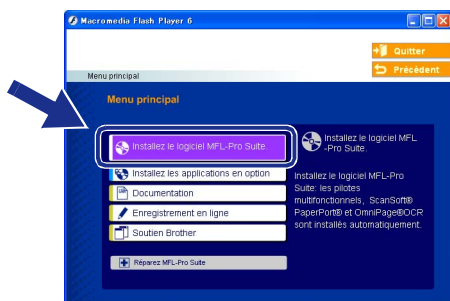 Macromedia Flash Player 6
Quitter
Précédent
Menu principal
Menu principal
Installez le logiciel MFL-Pro Suite.
Installez les applications en option
Documentation
Enregistrement en ligne
Soutien Brother
Réparez MFL-Pro Suite
Installez le logiciel MFL
-Pro Suite.
Installez le logiciel MFL-Pro
Suite: les pilotes
multifonctionnels, ScanSoft®
PaperPort® et OmniPage®OCR
sont installés automatiquement.